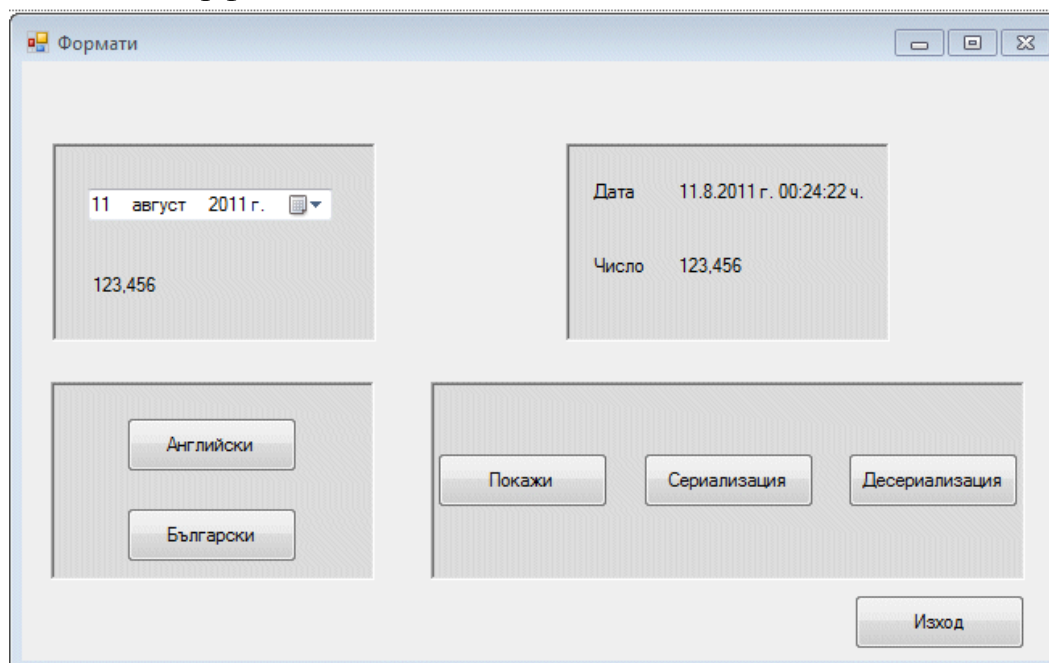 Формати
11 август 2011 г.
123,456
Дата 11.8.2011 г. 00:24:22 ч.
Число 123,456
Английски
Български
Покажи Сериализация Десериализация
Изход